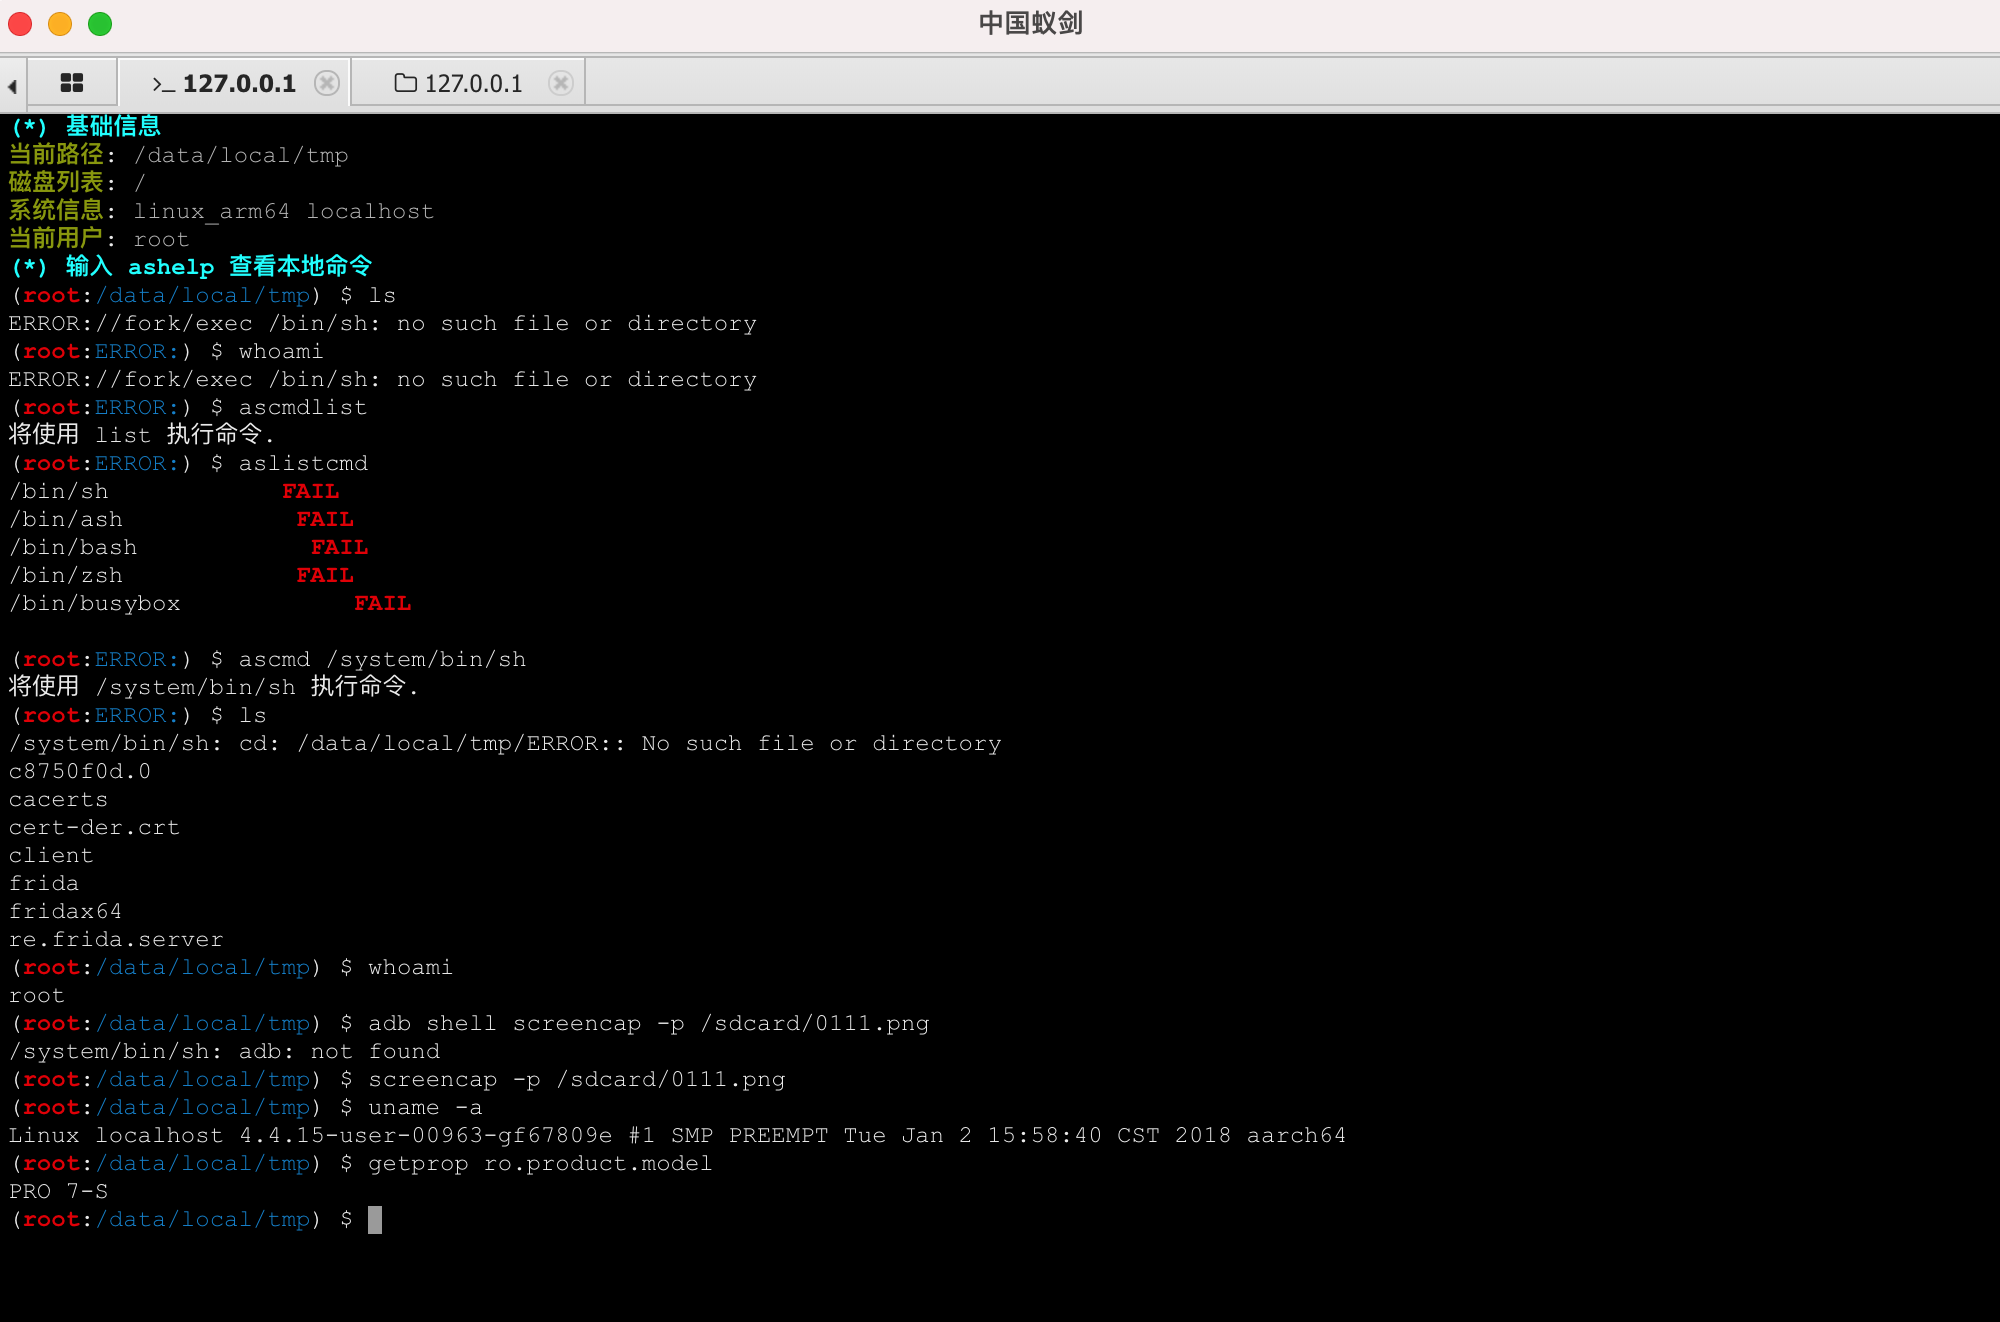 中国蚁剑
>_ 127.0.0.1
127.0.0.1
(*) 基础信息
当前路径: /data/local/tmp
磁盘列表: /
系统信息: linux_arm64 localhost
当前用户: root
(*) 输入 ashelp 查看本地命令
(root:/data/local/tmp) $ ls
ERROR://fork/exec /bin/sh: no such file or directory
(root:ERROR:) $ whoami
ERROR://fork/exec /bin/sh: no such file or directory
(root:ERROR:) $ ascmdlist
将使用 list 执行命令.
(root:ERROR:) $ aslistcmd
/bin/sh FAIL
/bin/ash FAIL
/bin/bash FAIL
/bin/zsh FAIL
/bin/busybox FAIL
(root:ERROR:) $ ascmd /system/bin/sh
将使用 /system/bin/sh 执行命令.
(root:ERROR:) $ ls
/system/bin/sh: cd: /data/local/tmp/ERROR:: No such file or directory
c8750f0d.0
cacerts
cert-der.crt
client
frida
fridax64
re.frida.server
(root:/data/local/tmp) $ whoami
root
(root:/data/local/tmp) $ adb shell screencap -p /sdcard/0111.png
/system/bin/sh: adb: not found
(root:/data/local/tmp) $ screencap -p /sdcard/0111.png
(root:/data/local/tmp) $ uname -a
Linux localhost 4.4.15-user-00963-gf67809e #1 SMP PREEMPT Tue Jan 2 15:58:40 CST 2018 aarch64
(root:/data/local/tmp) $ getprop ro.product.model
PRO 7-S
(root:/data/local/tmp) $